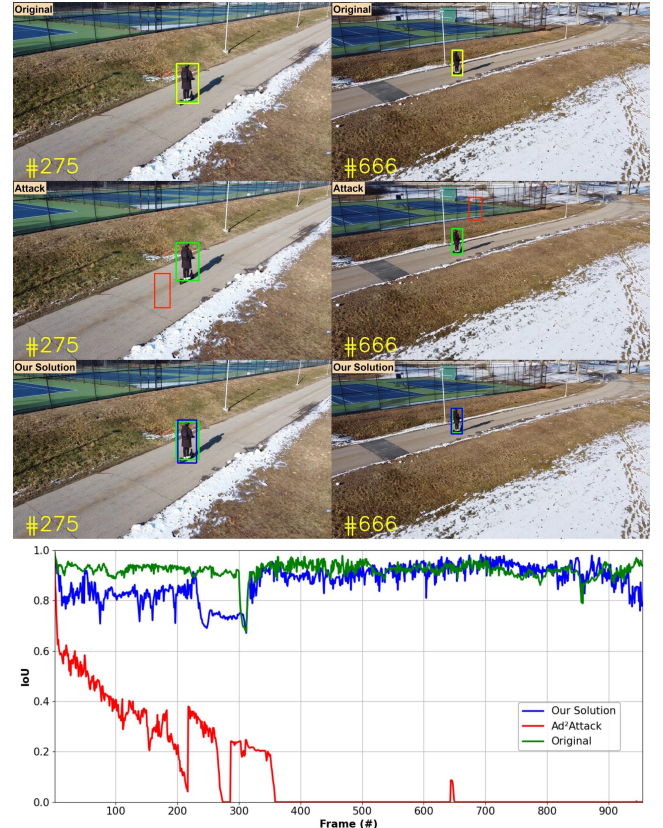 Original
Original
#275
#666
Attack
Attack
#275
#666
Our Solution
Our Solution
#275
#666
1.0
0.8
0.6
0.4
0.2
0.0
IoU
Our Solution
Ad²Attack
Original
100 200 300 400 500 600 700 800 900
Frame (#)